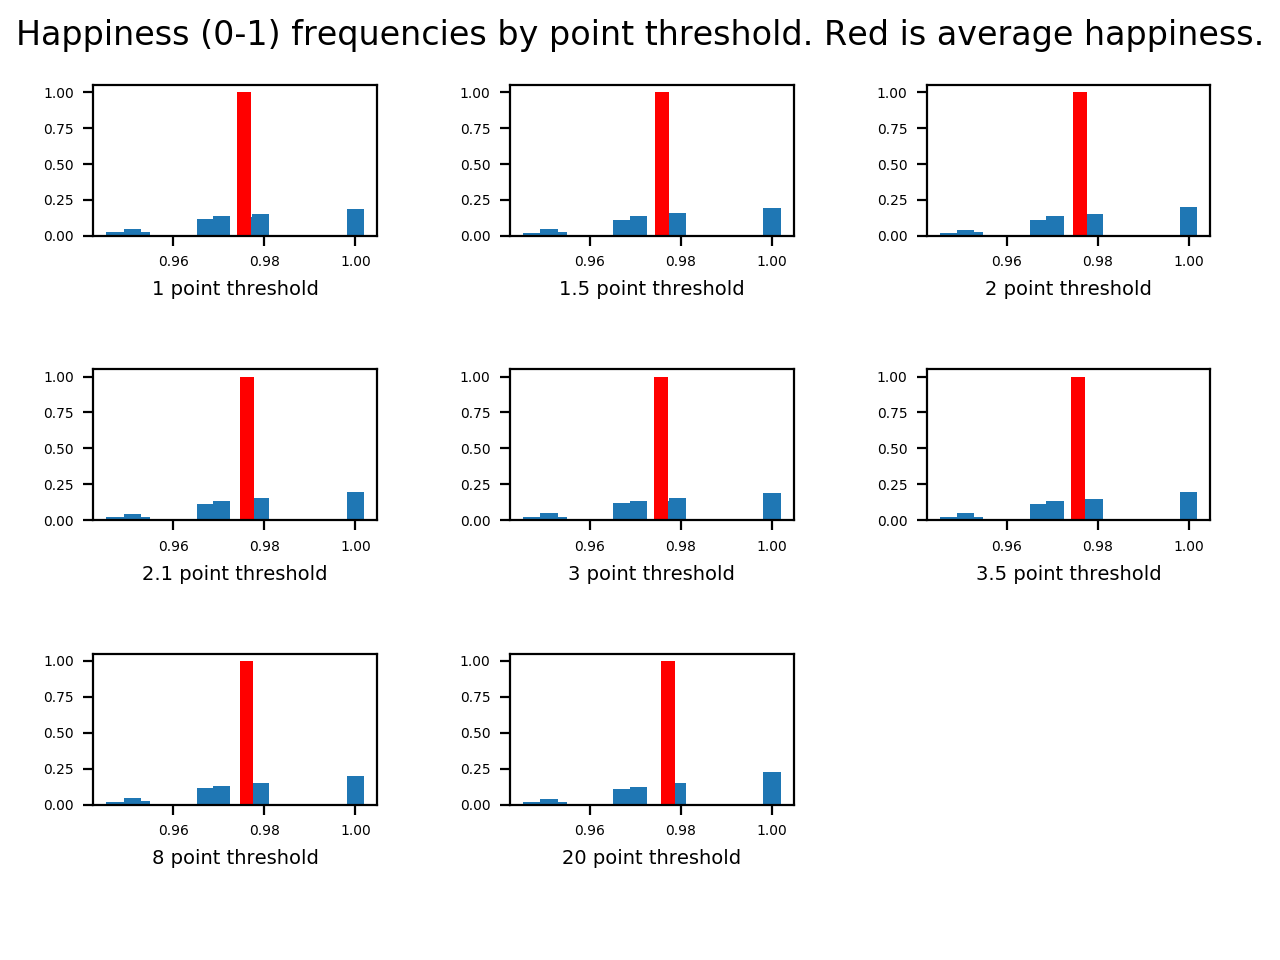 Happiness (0-1) frequencies by point threshold. Red is average happiness.
1.00 1.00 1.00
0.75 0.75 0.75
0.50 0.50 0.50
0.25 0.25 0.25
0.00 0.00 0.00
0.96 0.98 1.00 0.96 0.98 1.00 0.96 0.98 1.00
1 point threshold 1.5 point threshold 2 point threshold
1.00 1.00 1.00
0.75 0.75 0.75
0.50 0.50 0.50
0.25 0.25 0.25
0.00 0.00 0.00
0.96 0.98 1.00 0.96 0.98 1.00 0.96 0.98 1.00
2.1 point threshold 3 point threshold 3.5 point threshold
1.00 1.00
0.75 0.75
0.50 0.50
0.25 0.25
0.00 0.00
0.96 0.98 1.00 0.96 0.98 1.00
8 point threshold 20 point threshold